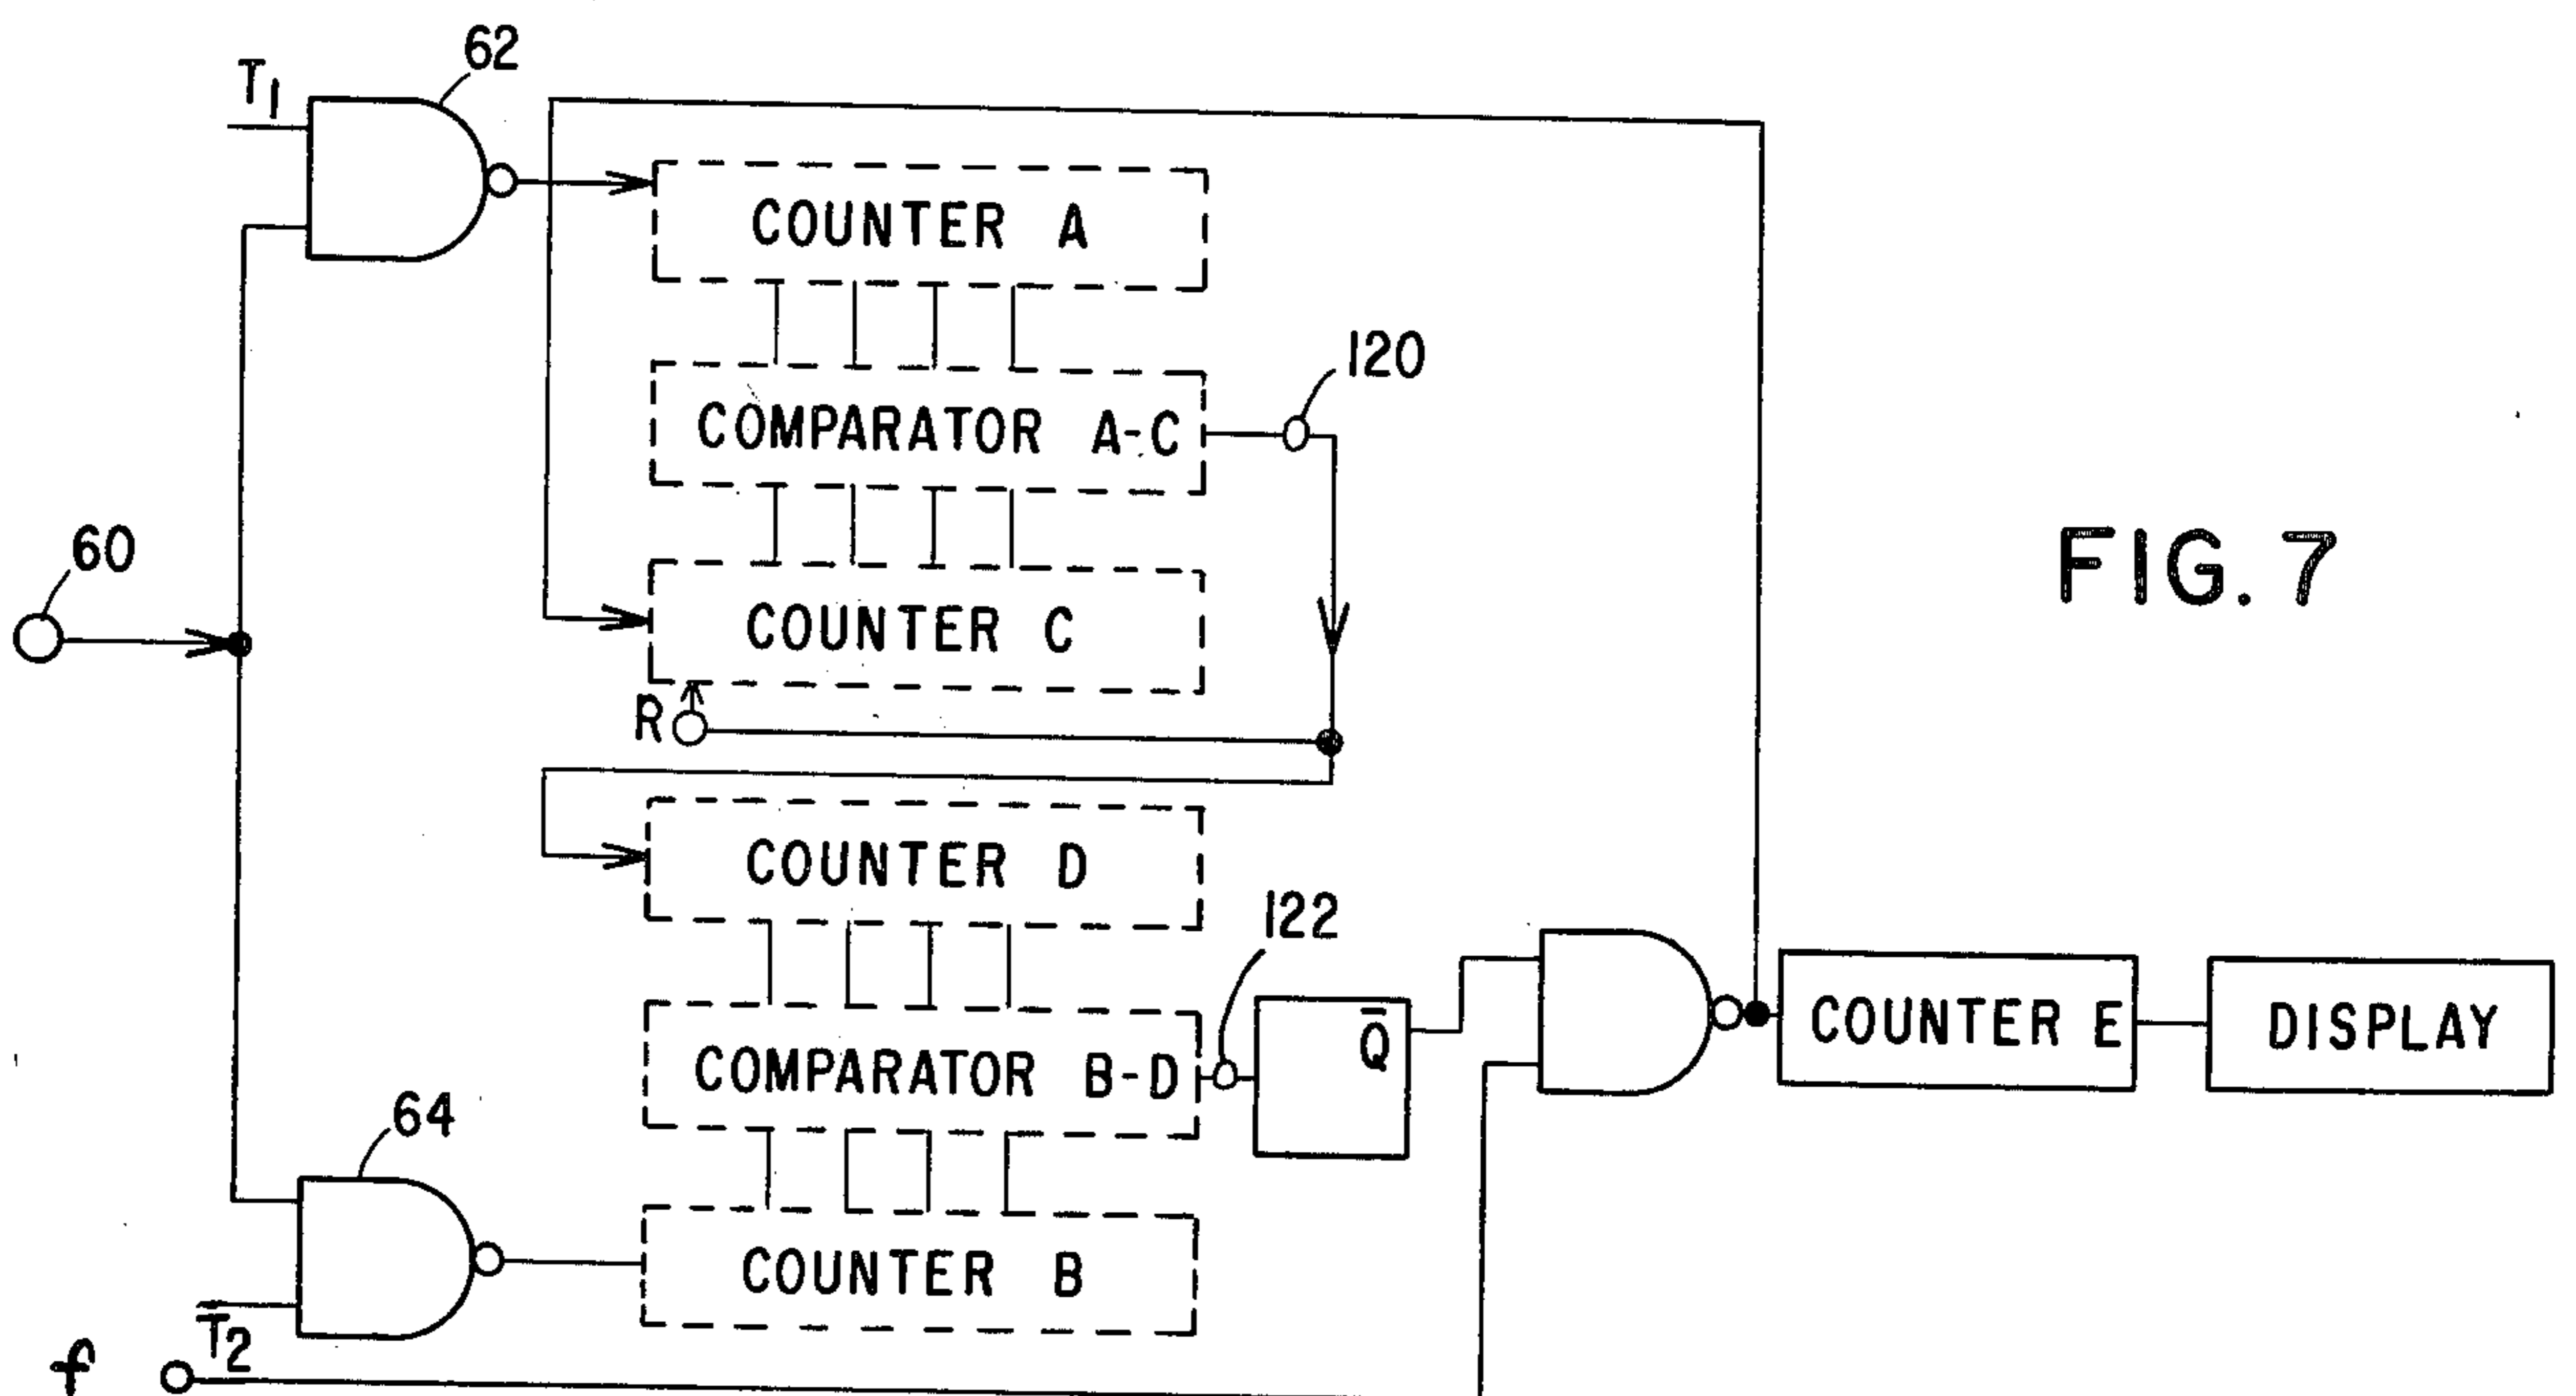 62
T1
COUNTER A
120
COMPARATOR A-C
60
FIG. 7
COUNTER C
R
COUNTER D
122
Q̄
COUNTER E
DISPLAY
COMPARATOR B-D
64
COUNTER B
T2
f